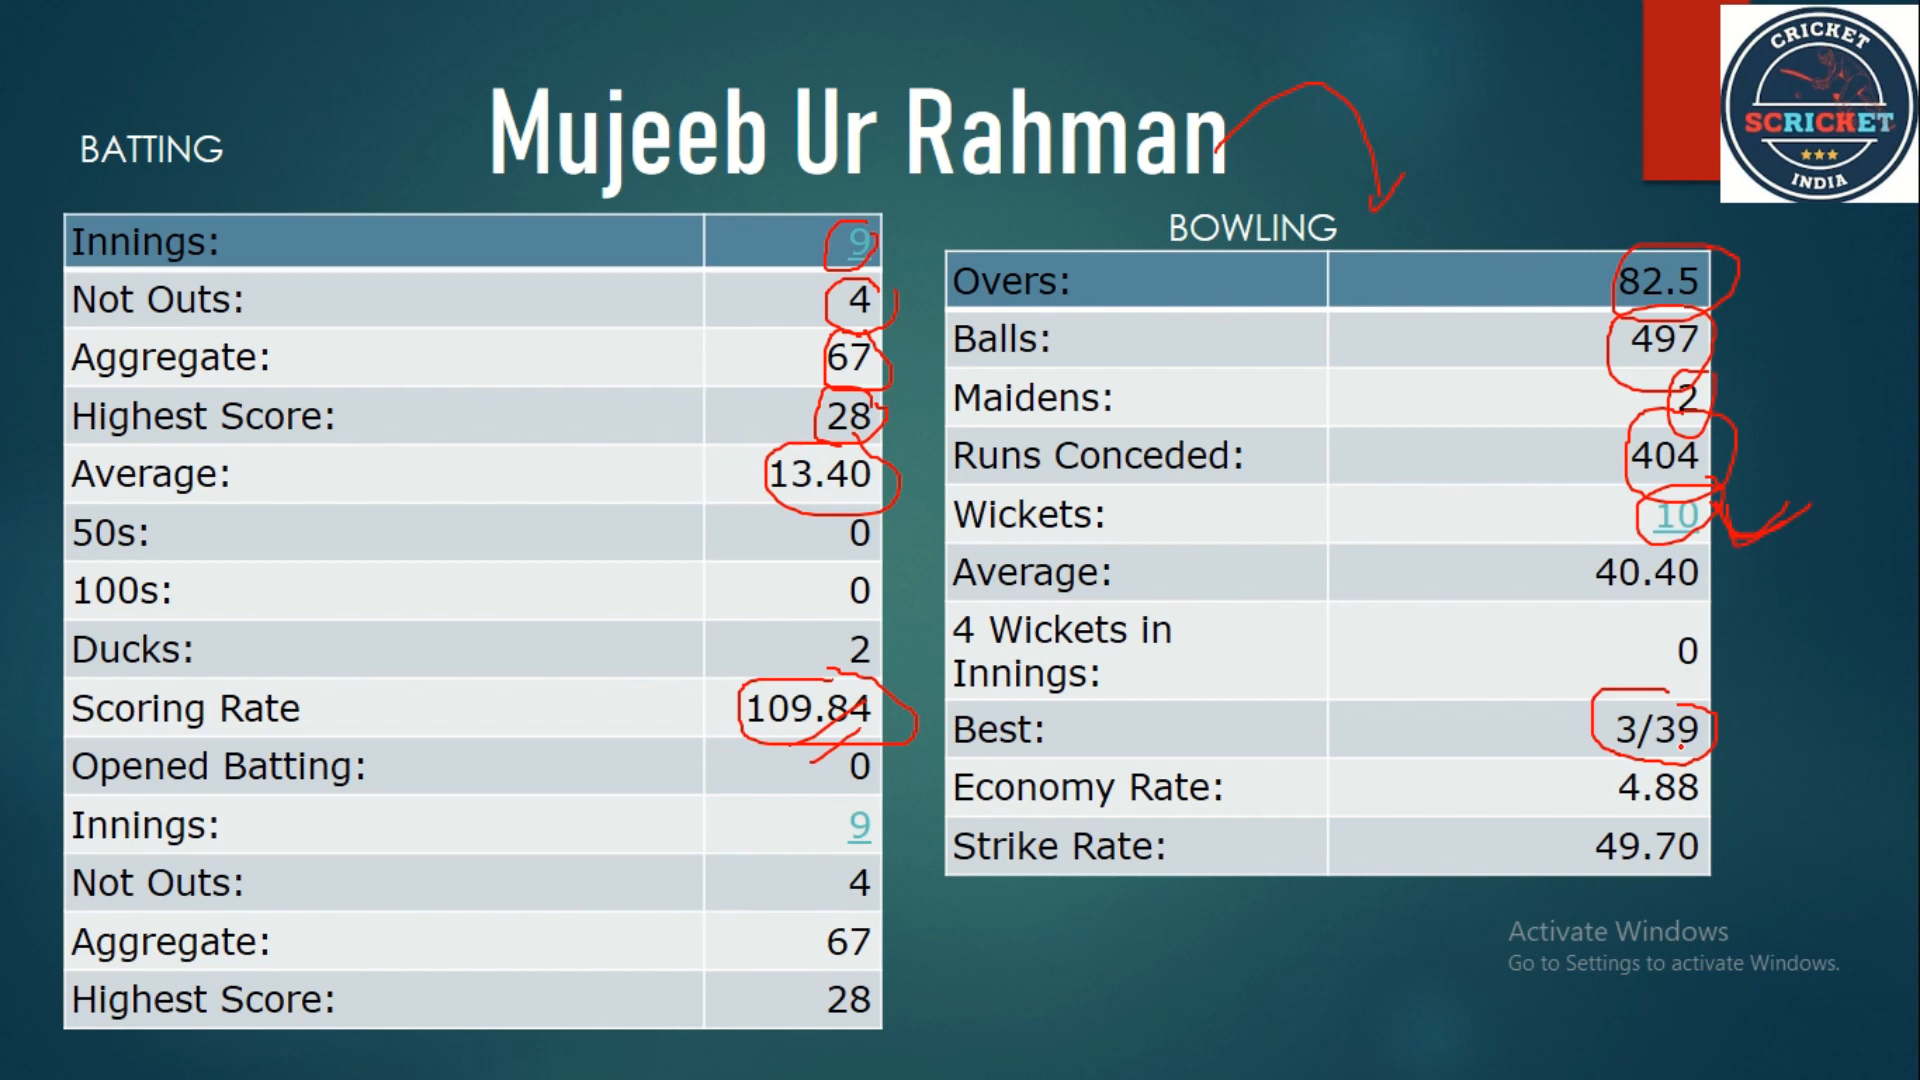 CRICKET
SCRICKET
INDIA
Mujeeb Ur Rahman
BATTING
Innings: 9
Not Outs: 4
Aggregate: 67
Highest Score: 28
Average: 13.40
50s: 0
100s: 0
Ducks: 2
Scoring Rate 109.84
Opened Batting: 0
Innings: 9
Not Outs: 4
Aggregate: 67
Highest Score: 28
BOWLING
Overs: 82.5
Balls: 497
Maidens: 2
Runs Conceded: 404
Wickets: 10
Average: 40.40
4 Wickets in
Innings: 0
Best: 3/39
Economy Rate: 4.88
Strike Rate: 49.70
Activate Windows
Go to Settings to activate Windows.